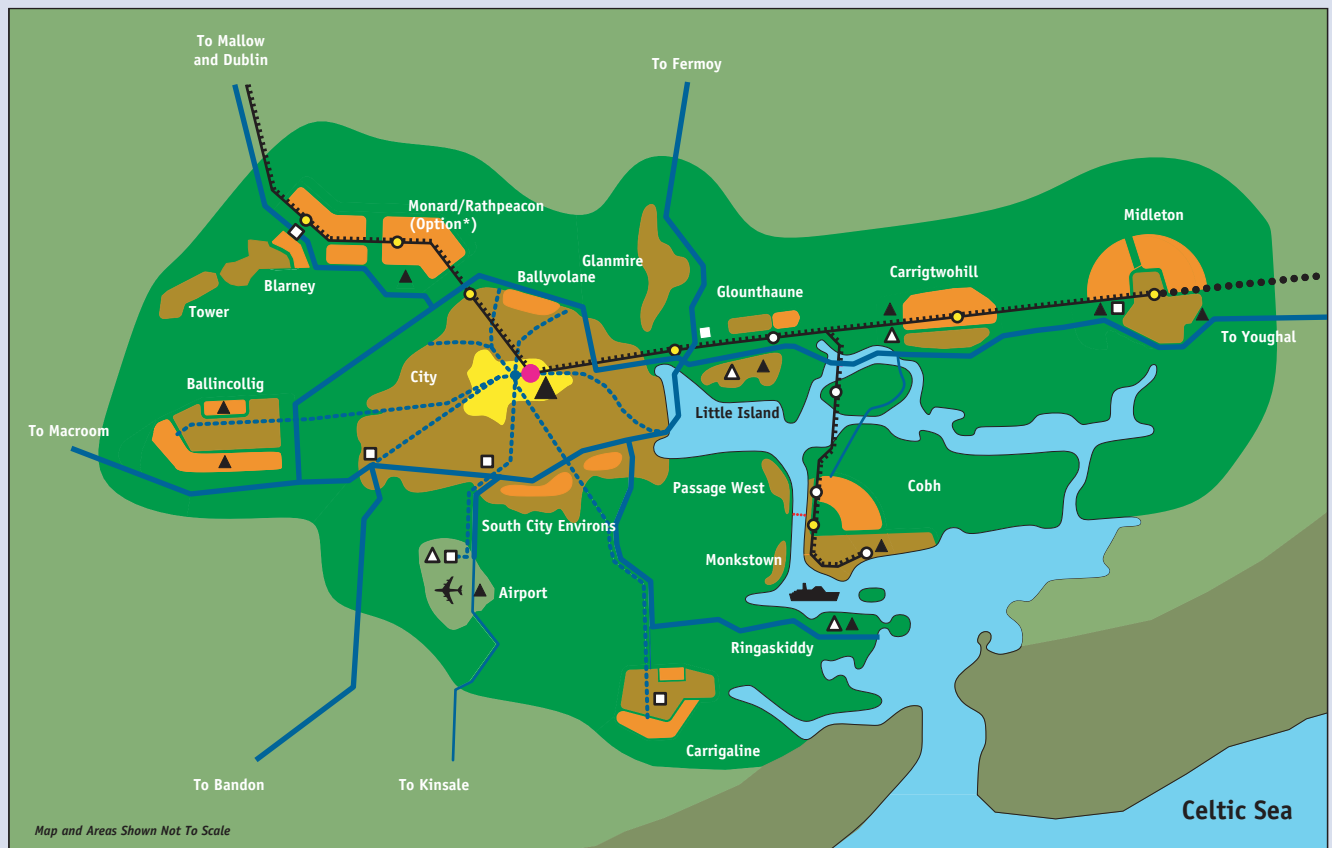 To Mallow
and Dublin
To Fermoy
Monard/Rathpeacon
(Option*)
Midleton
Glanmire
Ballyvolane
Carrigtwohill
Blarney
Glounthaune
Tower
To Youghal
City
Ballincollig
Little Island
To Macroom
Passage West
Cobh
South City Environs
Monkstown
Airport
Ringaskiddy
Carrigaline
To Bandon
To Kinsale
Celtic Sea
Map and Areas Shown Not To Scale